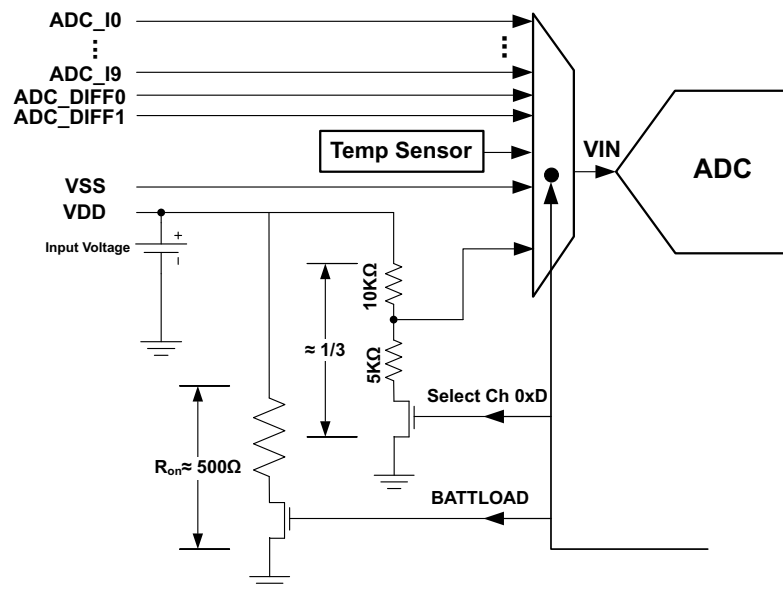 ADC_I0
ADC_I9
ADC_DIFF0
ADC_DIFF1
Temp Sensor
VIN
ADC
VSS
VDD
Input Voltage
+
10KΩ
≈ 1/3
5KΩ
Select Ch 0xD
Ron≈ 500Ω
BATTLOAD